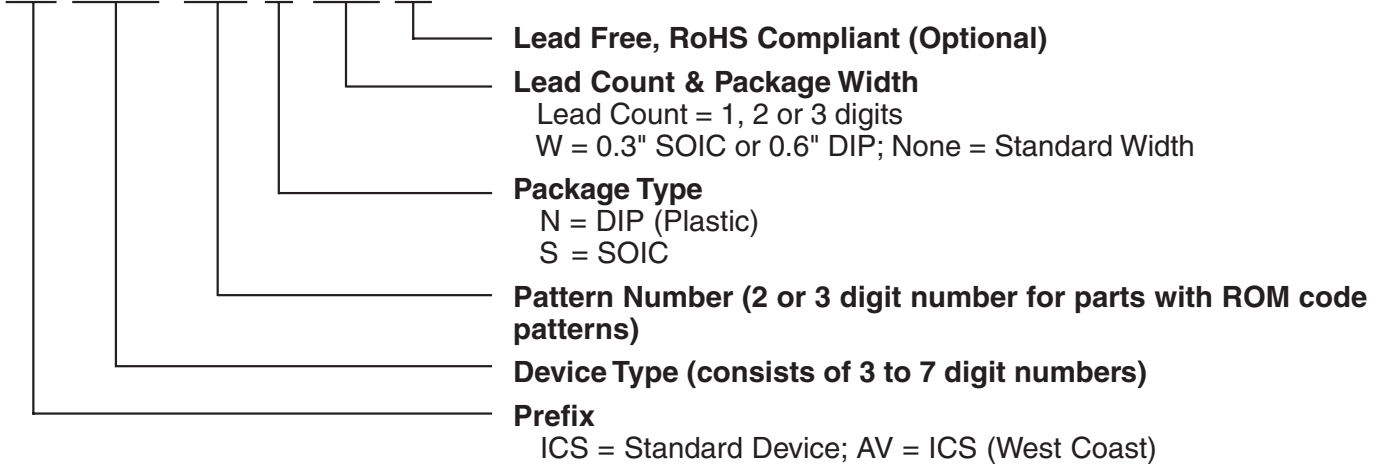 Lead Free, RoHS Compliant (Optional)
Lead Count & Package Width
Lead Count = 1, 2 or 3 digits
W = 0.3" SOIC or 0.6" DIP; None = Standard Width
Package Type
N = DIP (Plastic)
S = SOIC
Pattern Number (2 or 3 digit number for parts with ROM code
patterns)
Device Type (consists of 3 to 7 digit numbers)
Prefix
ICS = Standard Device; AV = ICS (West Coast)